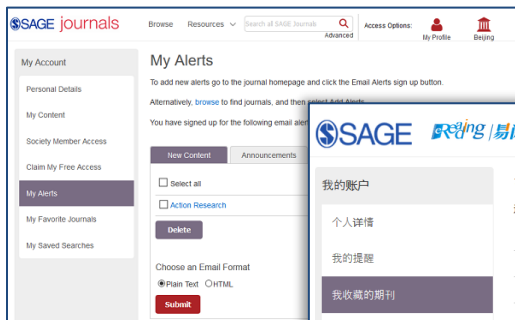 SAGE journals
Browse Resources Search all SAGE Journals Advanced Access Options: My Profile Beijing
My Account
Personal Details
My Content
Society Member Access
Claim My Free Access
My Alerts
My Favorite Journals
My Saved Searches
My Alerts
To add new alerts go to the journal homepage and click the Email Alerts sign up button.
Alternatively, browse to find journals, and then select Add Alerts
You have signed up for the following email aler
New Content Announcements
Select all
Action Research
Delete
Choose an Email Format
Plain Text HTML
Submit
SAGE Reading 易
我的账户
个人详情
我的提醒
我收藏的期刊